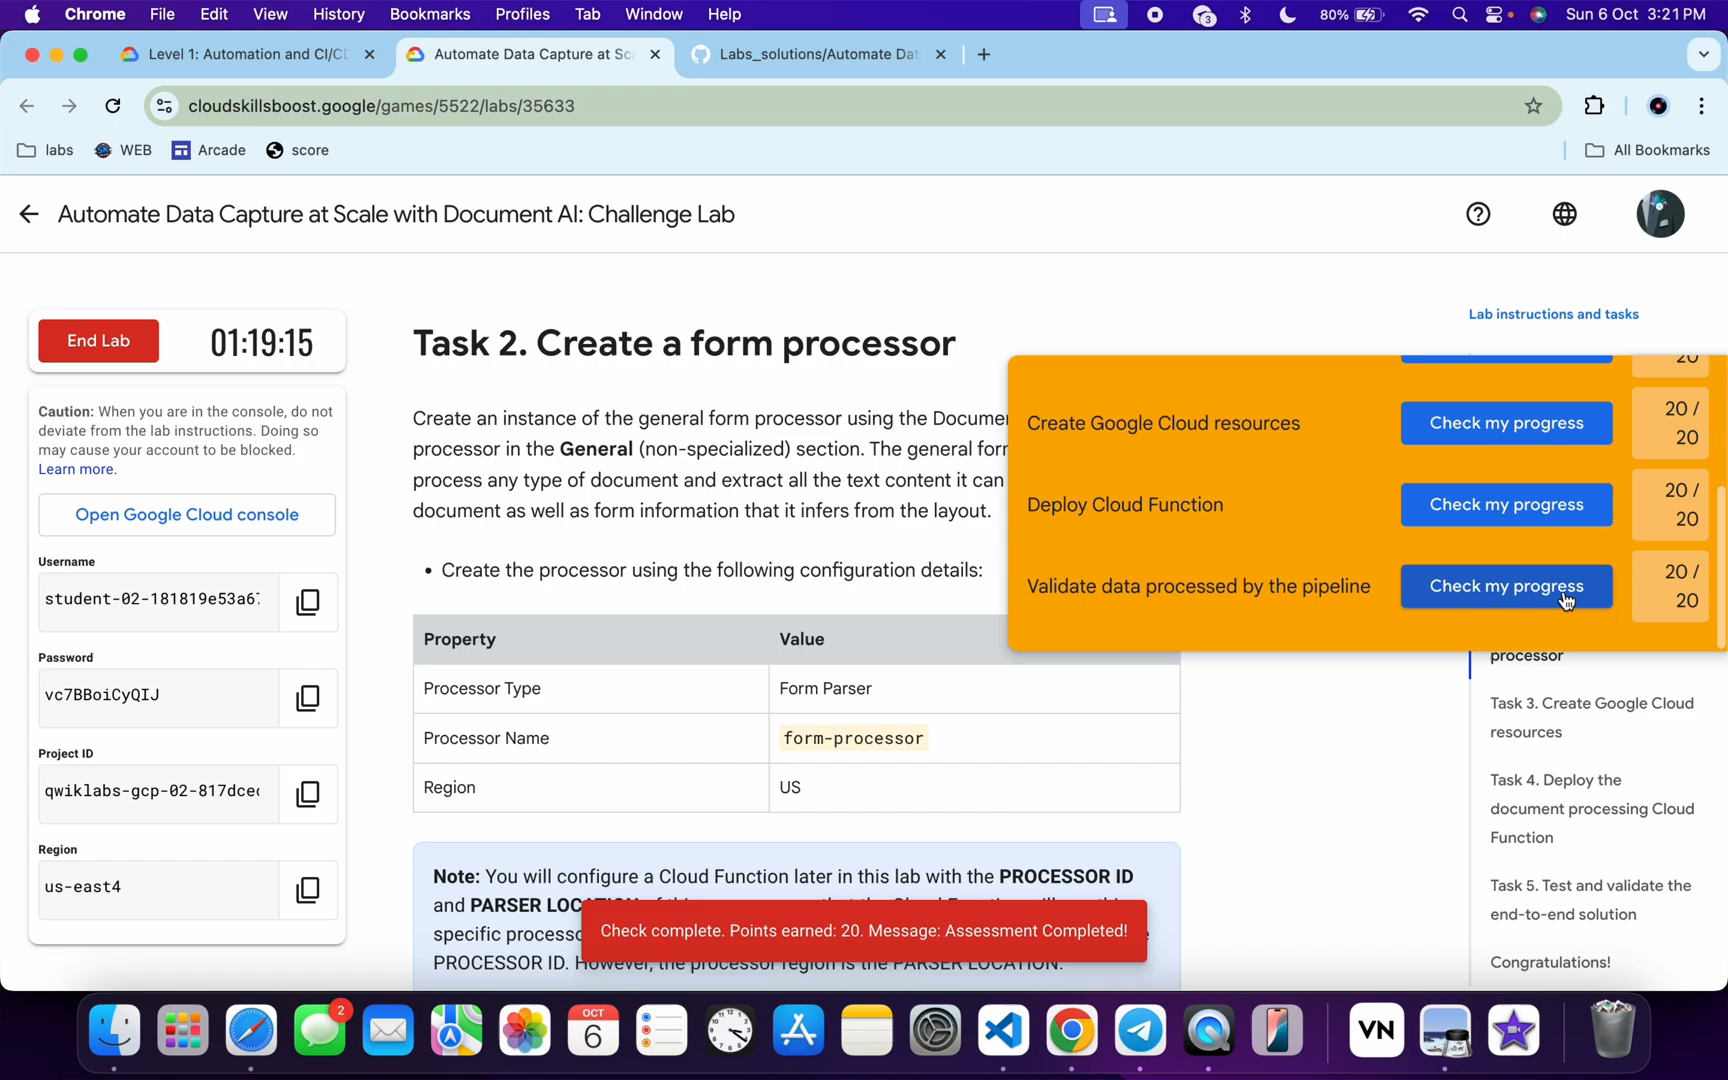 Chrome File Edit View History Bookmarks Profiles Tab Window Help
3 80% Sun 6 Oct 3:21 PM
Level 1: Automation and CI/CD
Automate Data Capture at Sca
Labs_solutions/Automate Dat
cloudskillsboost.google/games/5522/labs/35633
labs WEB Arcade score
All Bookmarks
Automate Data Capture at Scale with Document AI: Challenge Lab
End Lab 01:19:15
Caution: When you are in the console, do not
deviate from the lab instructions. Doing so
may cause your account to be blocked.
Learn more.
Open Google Cloud console
Username
student-02-181819e53a67
Password
vc7BBoiCyQIJ
Project ID
qwiklabs-gcp-02-817dcec
Region
us-east4
Task 2. Create a form processor
Create an instance of the general form processor using the Documen
processor in the General (non-specialized) section. The general form
process any type of document and extract all the text content it can
document as well as form information that it infers from the layout.
• Create the processor using the following configuration details:
Property Value
Processor Type Form Parser
Processor Name form-processor
Region US
Note: You will configure a Cloud Function later in this lab with the PROCESSOR ID
and PARSER LOCATION
specific processo
PROCESSOR ID. However, the processor region is the PARSER LOCATION.
Check complete. Points earned: 20. Message: Assessment Completed!
Lab instructions and tasks
20
Create Google Cloud resources Check my progress 20 /
20
Deploy Cloud Function Check my progress 20 /
20
Validate data processed by the pipeline Check my progress 20 /
20
processor
Task 3. Create Google Cloud
resources
Task 4. Deploy the
document processing Cloud
Function
Task 5. Test and validate the
end-to-end solution
Congratulations!
2
OCT
6
VN